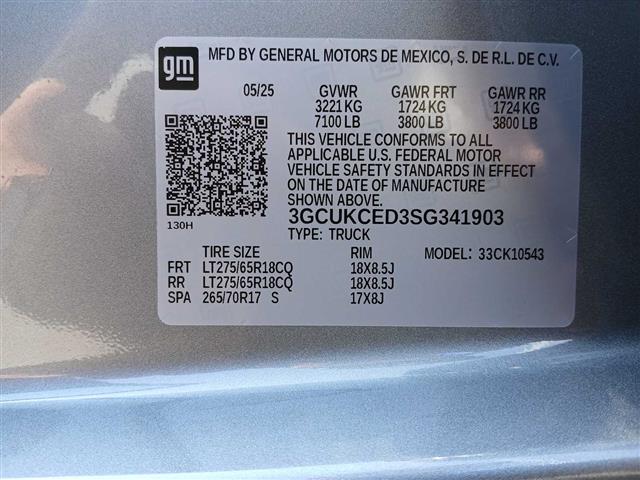 gm
MFD BY GENERAL MOTORS DE MEXICO, S. DE R.L. DE C.V.
05/25 GVWR GAWR FRT GAWR RR
3221 KG 1724 KG 1724 KG
7100 LB 3800 LB 3800 LB
THIS VEHICLE CONFORMS TO ALL
APPLICABLE U.S. FEDERAL MOTOR
VEHICLE SAFETY STANDARDS IN EFFECT
ON THE DATE OF MANUFACTURE
SHOWN ABOVE.
130H
3GCUKCED3SG341903
TYPE: TRUCK
TIRE SIZE RIM MODEL: 33CK10543
FRT LT275/65R18CQ 18X8.5J
RR LT275/65R18CQ 18X8.5J
SPA 265/70R17 S 17X8J